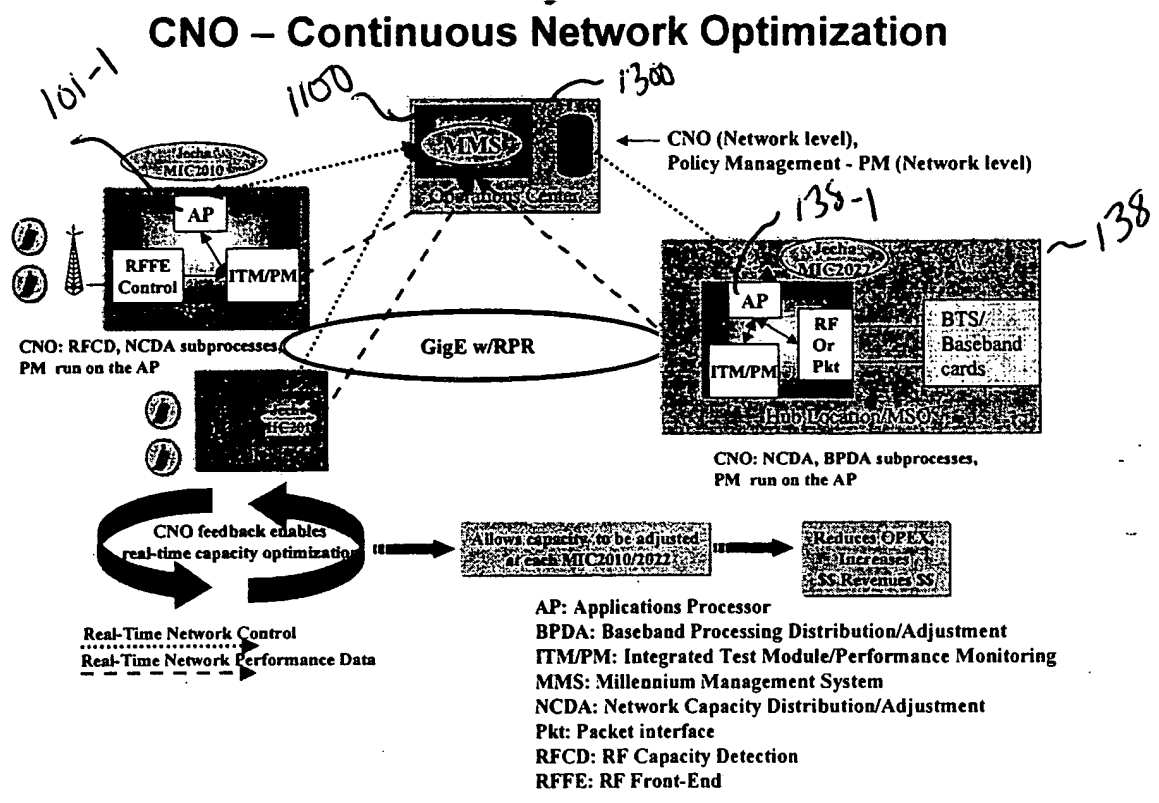 CNO – Continuous Network Optimization
101-1
1100
1300
MMS
Operations Center
CNO (Network level),
Policy Management - PM (Network level)
Jecha
MIC2010
AP
RFFE
Control
ITM/PM
CNO: RFCD, NCDA subprocesses,
PM run on the AP
GigE w/RPR
138-1
138
Jecha
MIC2022
AP
RF
Or
Pkt
ITM/PM
BTS/
Baseband
cards
Hub Location/MSOs
CNO: NCDA, BPDA subprocesses,
PM run on the AP
Jecha
CNO feedback enables
real-time capacity optimization
Allows capacity to be adjusted
at each MIC2010/2022
Reduces OPEX,
Increases
$$ Revenues $$
Real-Time Network Control
Real-Time Network Performance Data
AP: Applications Processor
BPDA: Baseband Processing Distribution/Adjustment
ITM/PM: Integrated Test Module/Performance Monitoring
MMS: Millennium Management System
NCDA: Network Capacity Distribution/Adjustment
Pkt: Packet interface
RFCD: RF Capacity Detection
RFFE: RF Front-End